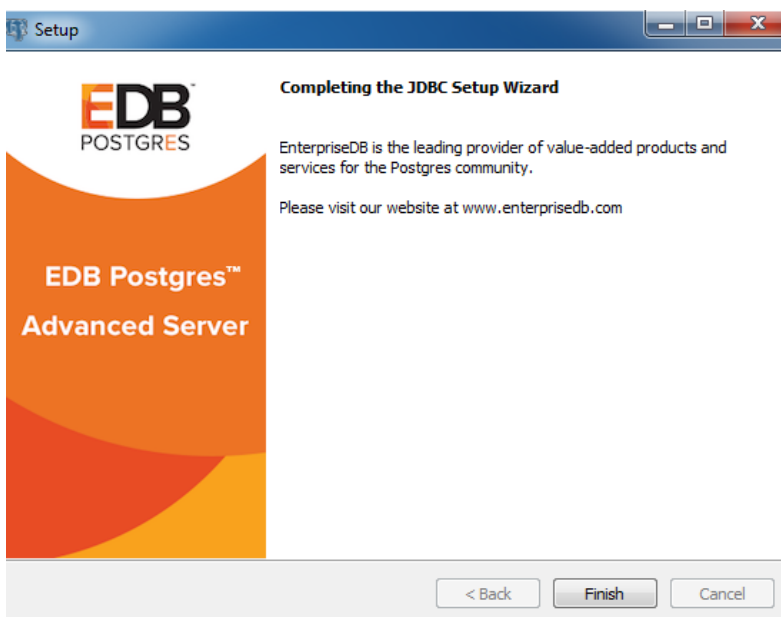 Setup
EDB
POSTGRES
EDB Postgres™
Advanced Server
Completing the JDBC Setup Wizard
EnterpriseDB is the leading provider of value-added products and
services for the Postgres community.
Please visit our website at www.enterprisedb.com
< Back
Finish
Cancel